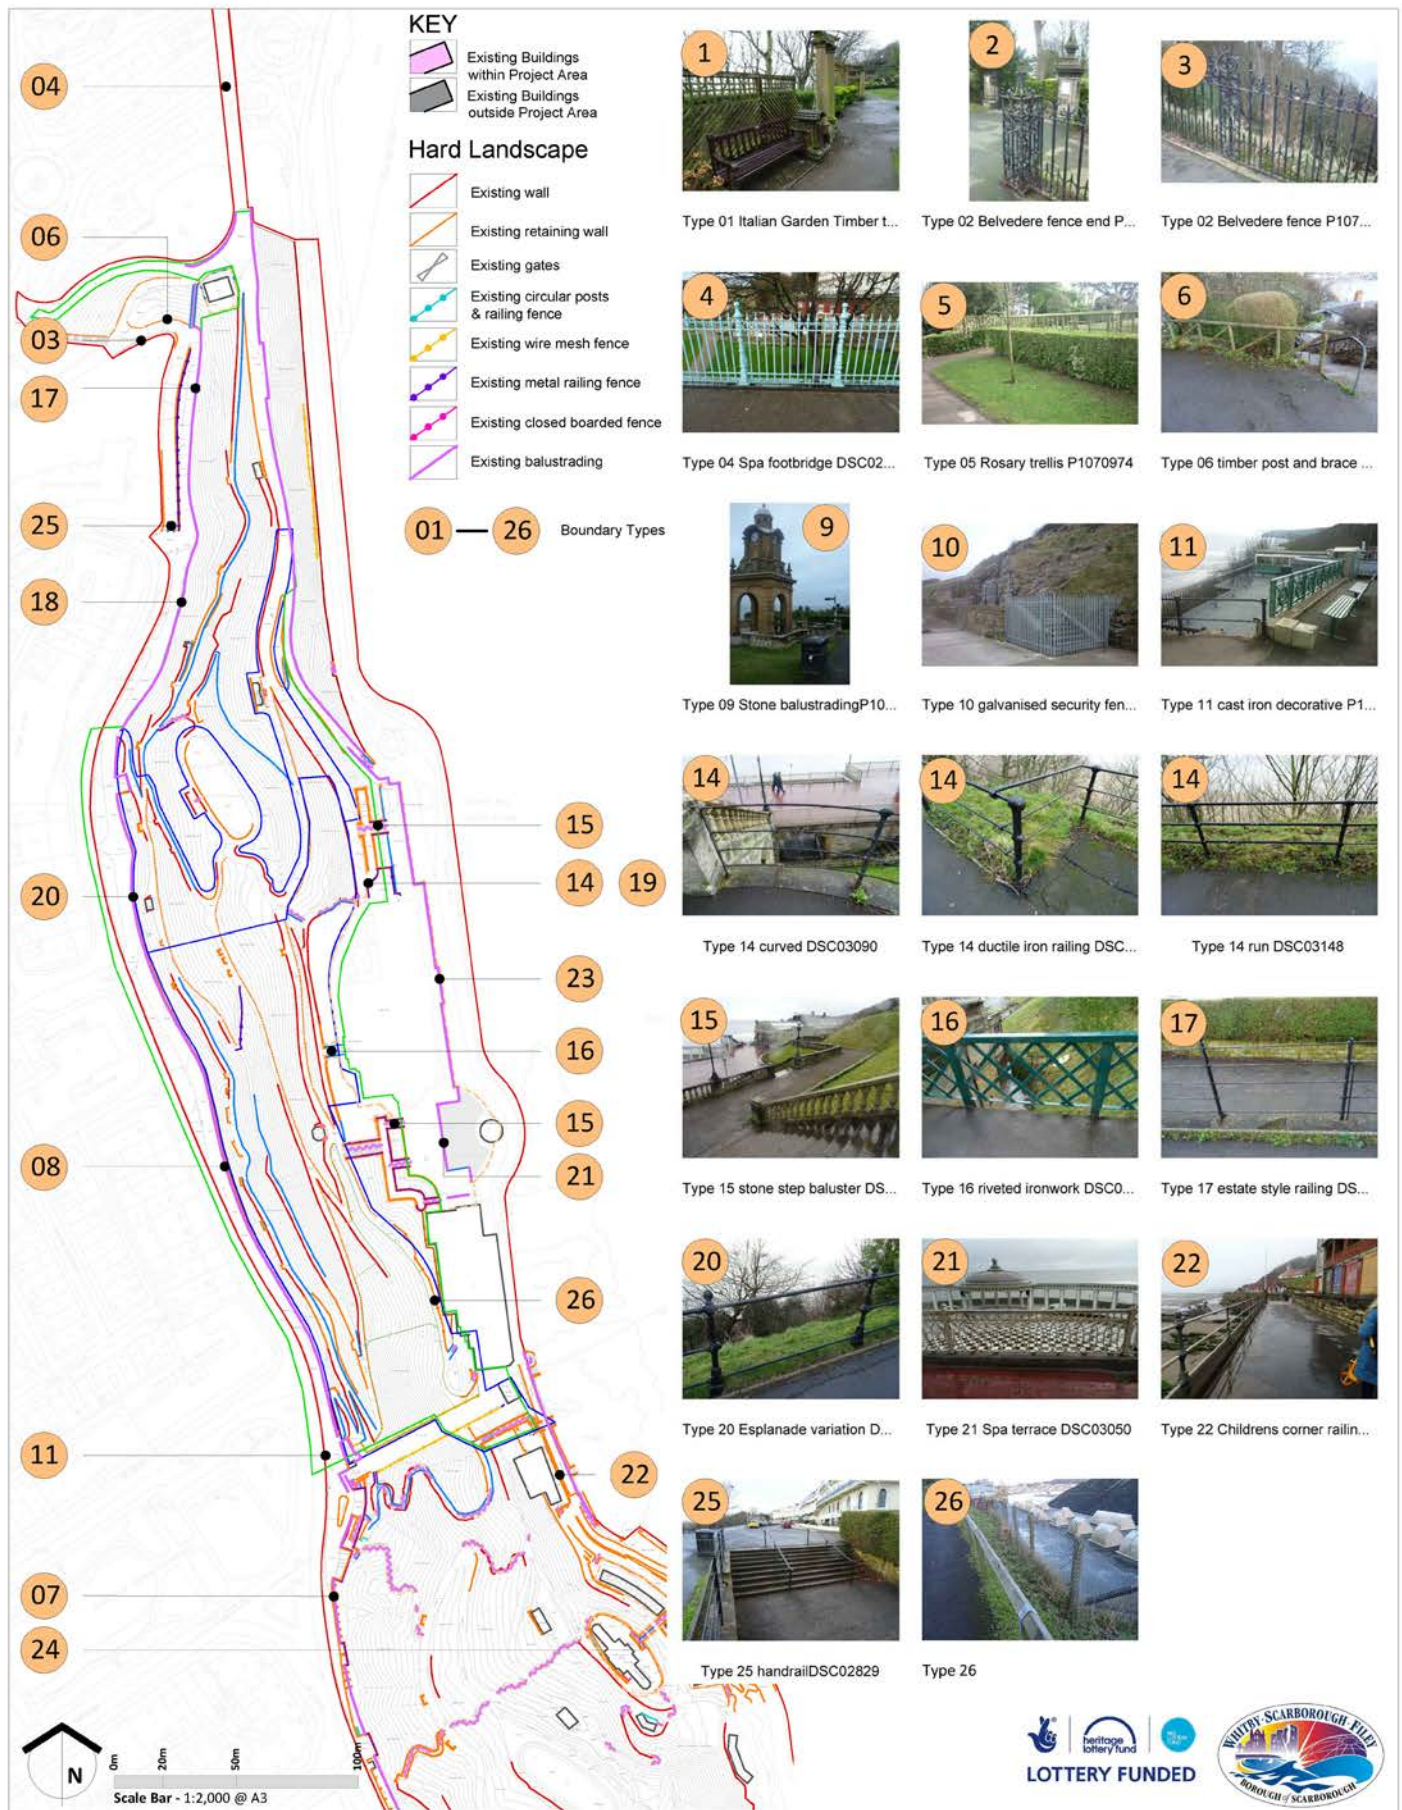 KEY
Existing Buildings
within Project Area
Existing Buildings
outside Project Area
Hard Landscape
Existing wall
Existing retaining wall
Existing gates
Existing circular posts
& railing fence
Existing wire mesh fence
Existing metal railing fence
Existing closed boarded fence
Existing balustrading
01 26 Boundary Types
04
06
03
17
25
18
20
08
11
07
24
15
14 19
23
16
15
21
26
22
N
0m
20m
50m
100m
Scale Bar - 1:2,000 @ A3
1
2
3
Type 01 Italian Garden Timber t...
Type 02 Belvedere fence end P...
Type 02 Belvedere fence P107...
4
5
6
Type 04 Spa footbridge DSC02...
Type 05 Rosary trellis P1070974
Type 06 timber post and brace ...
9
10
11
Type 09 Stone balustradingP10...
Type 10 galvanised security fen...
Type 11 cast iron decorative P1...
14
14
14
Type 14 curved DSC03090
Type 14 ductile iron railing DSC...
Type 14 run DSC03148
15
16
17
Type 15 stone step baluster DS...
Type 16 riveted ironwork DSC0...
Type 17 estate style railing DS...
20
21
22
Type 20 Esplanade variation D...
Type 21 Spa terrace DSC03050
Type 22 Childrens corner railin...
25
26
Type 25 handrailDSC02829
Type 26
heritage
lottery fund
LOTTERY FUNDED
WHITBY·SCARBOROUGH·FILEY
BOROUGH of SCARBOROUGH